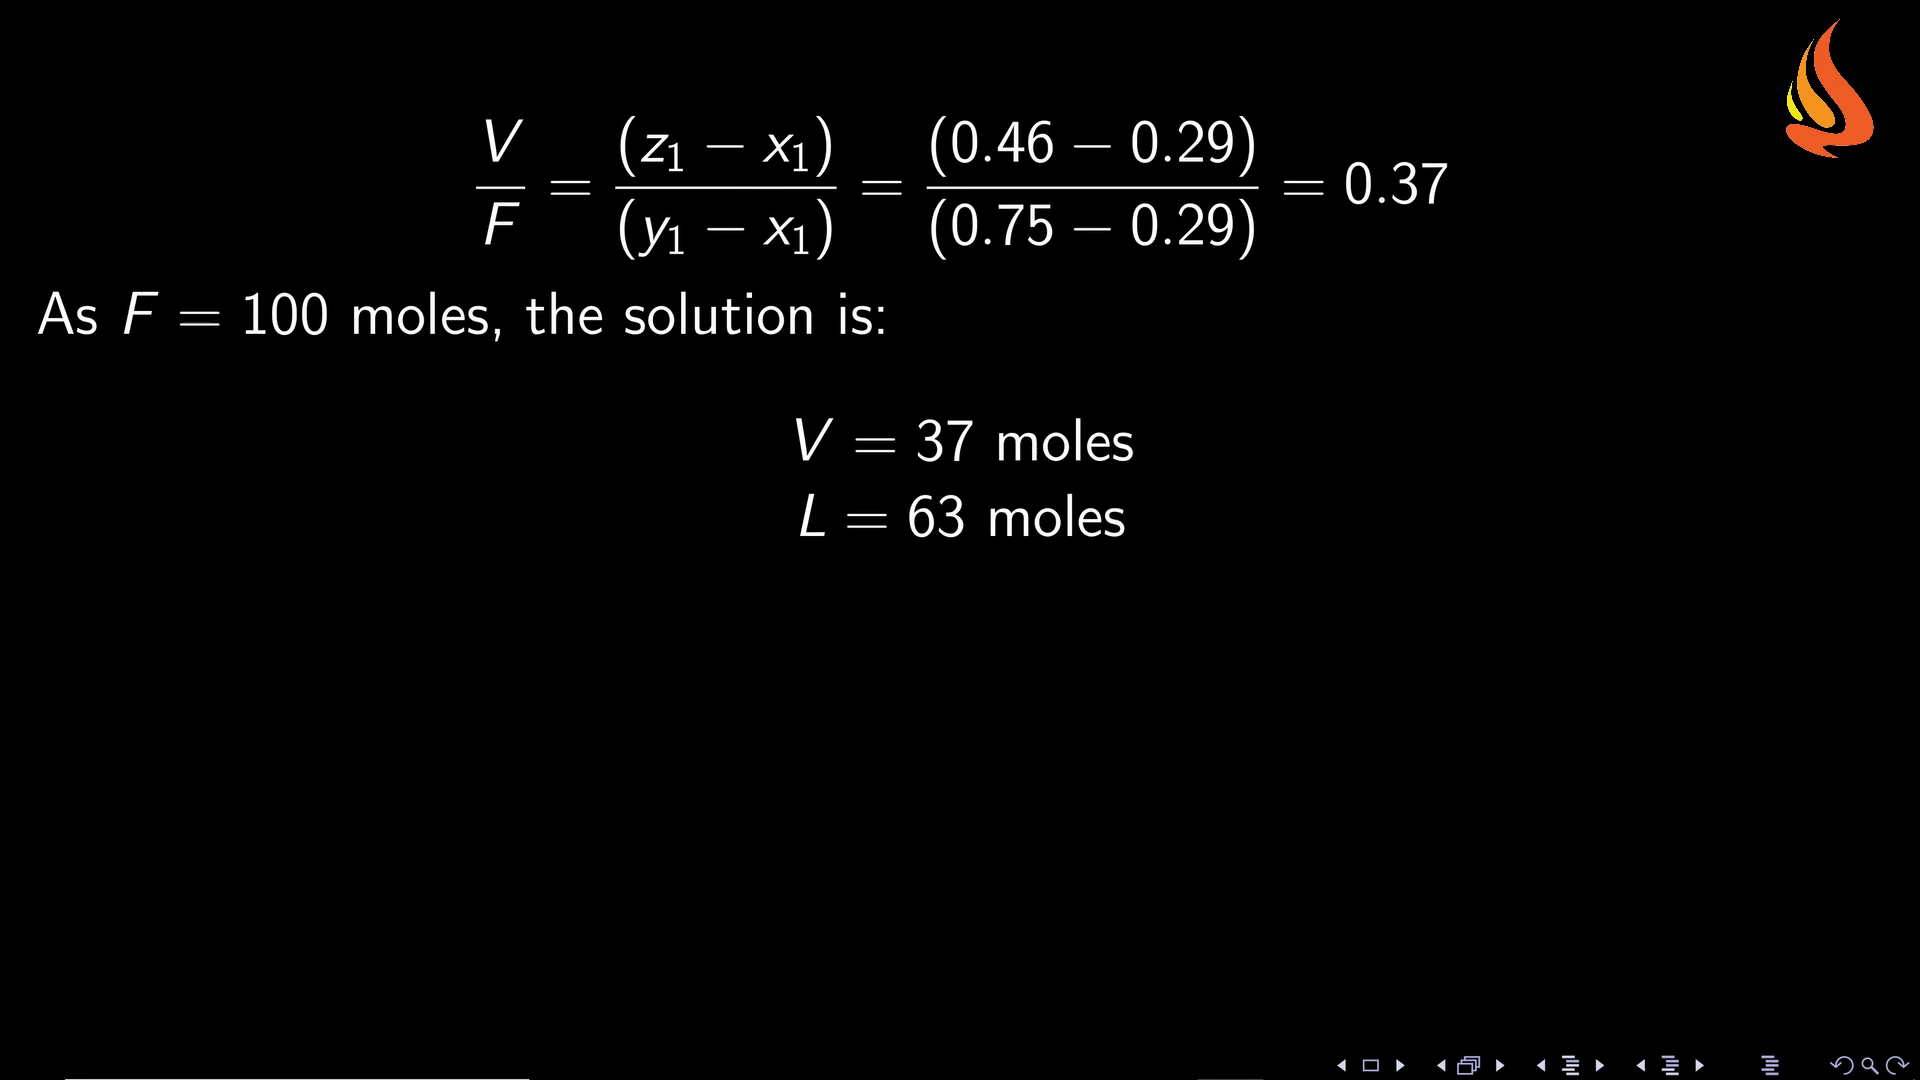 V/F = (z₁ − x₁)/(y₁ − x₁) = (0.46 − 0.29)/(0.75 − 0.29) = 0.37
As F = 100 moles, the solution is:
V = 37 moles
L = 63 moles